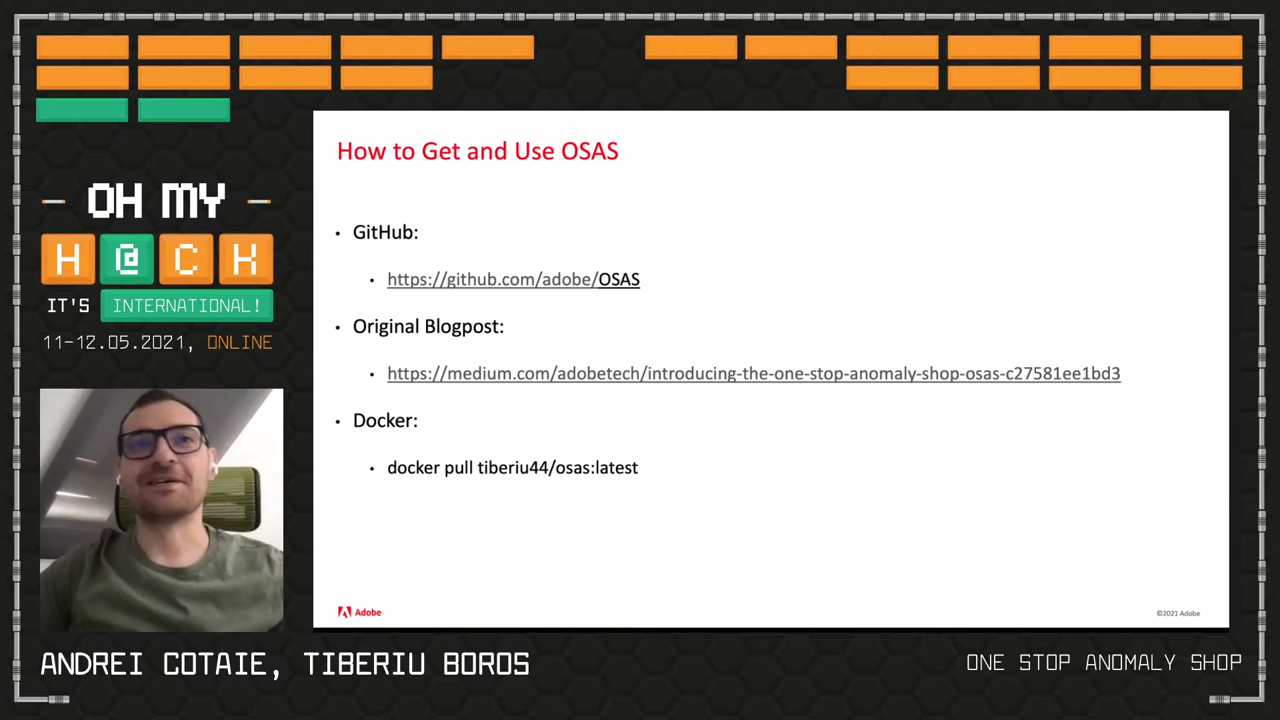 OH MY
H@CK
IT'S INTERNATIONAL!
11-12.05.2021, ONLINE
How to Get and Use OSAS
• GitHub:
• https://github.com/adobe/OSAS
• Original Blogpost:
• https://medium.com/adobetech/introducing-the-one-stop-anomaly-shop-osas-c27581ee1bd3
• Docker:
• docker pull tiberiu44/osas:latest
Adobe
©2021 Adobe
ANDREI COTAIE, TIBERIU BOROS
ONE STOP ANOMALY SHOP